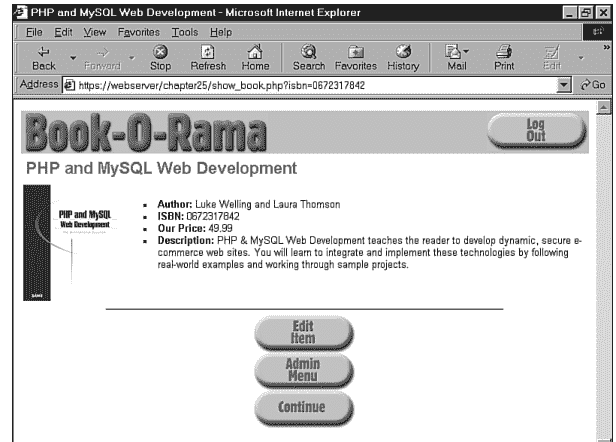 PHP and MySQL Web Development - Microsoft Internet Explorer
File Edit View Favorites Tools Help
Back Forward Stop Refresh Home Search Favorites History Mail Print Edit
Address https://webserver/chapter25/show_book.php?isbn=0672317842 Go
Book-O-Rama
Log
Out
PHP and MySQL Web Development
PHP and MySQL
Web Development
Author: Luke Welling and Laura Thomson
ISBN: 0672317842
Our Price: 49.99
Description: PHP & MySQL Web Development teaches the reader to develop dynamic, secure e-
commerce web sites. You will learn to integrate and implement these technologies by following
real-world examples and working through sample projects.
SAMS
Edit
Item
Admin
Menu
Continue